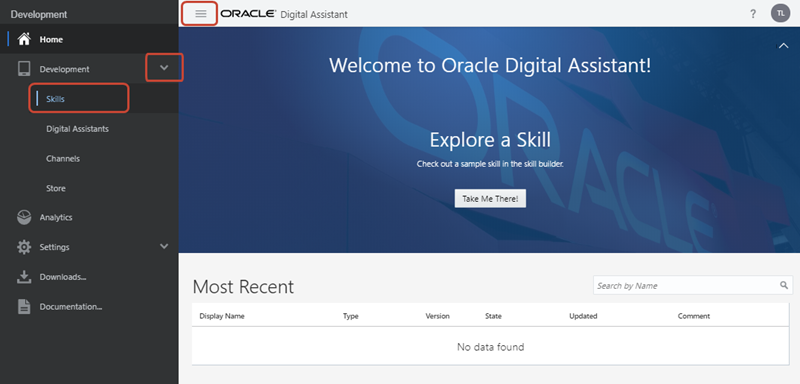 Development
Home
Development
Skills
Digital Assistants
Channels
Store
Analytics
Settings
Downloads...
Documentation...
ORACLE® Digital Assistant
? TL
Welcome to Oracle Digital Assistant!
Explore a Skill
Check out a sample skill in the skill builder.
Take Me There!
ORACLE
Most Recent
Search by Name
Display Name Type Version State Updated Comment
No data found